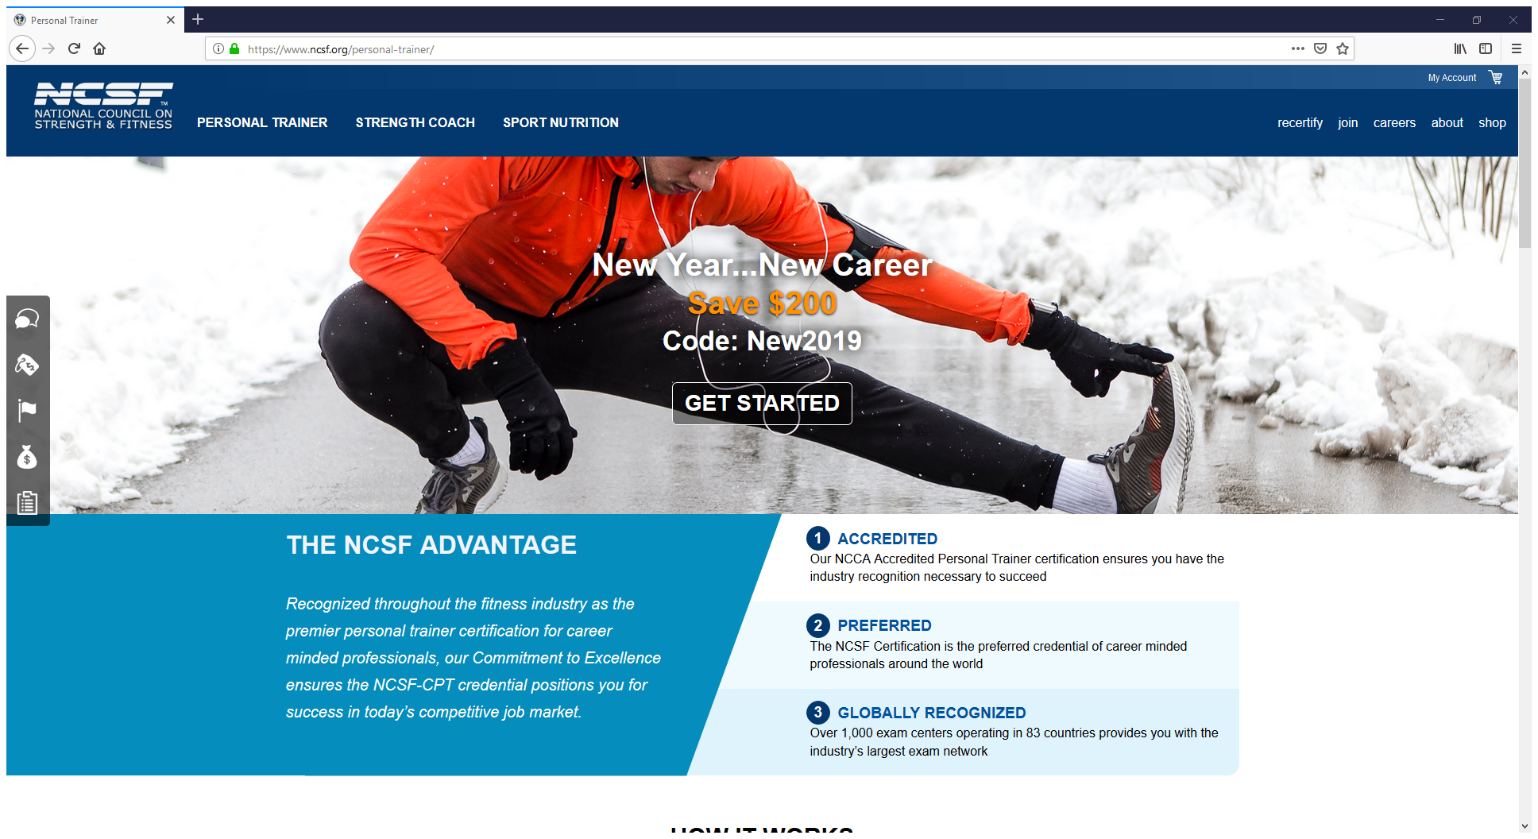 Personal Trainer
https://www.ncsf.org/personal-trainer/
My Account
NCSF™
NATIONAL COUNCIL ON
STRENGTH & FITNESS
PERSONAL TRAINER STRENGTH COACH SPORT NUTRITION
recertify join careers about shop
New Year...New Career
Save $200
Code: New2019
GET STARTED
THE NCSF ADVANTAGE
Recognized throughout the fitness industry as the
premier personal trainer certification for career
minded professionals, our Commitment to Excellence
ensures the NCSF-CPT credential positions you for
success in today's competitive job market.
1 ACCREDITED
Our NCCA Accredited Personal Trainer certification ensures you have the
industry recognition necessary to succeed
2 PREFERRED
The NCSF Certification is the preferred credential of career minded
professionals around the world
3 GLOBALLY RECOGNIZED
Over 1,000 exam centers operating in 83 countries provides you with the
industry's largest exam network
HOW IT WORKS